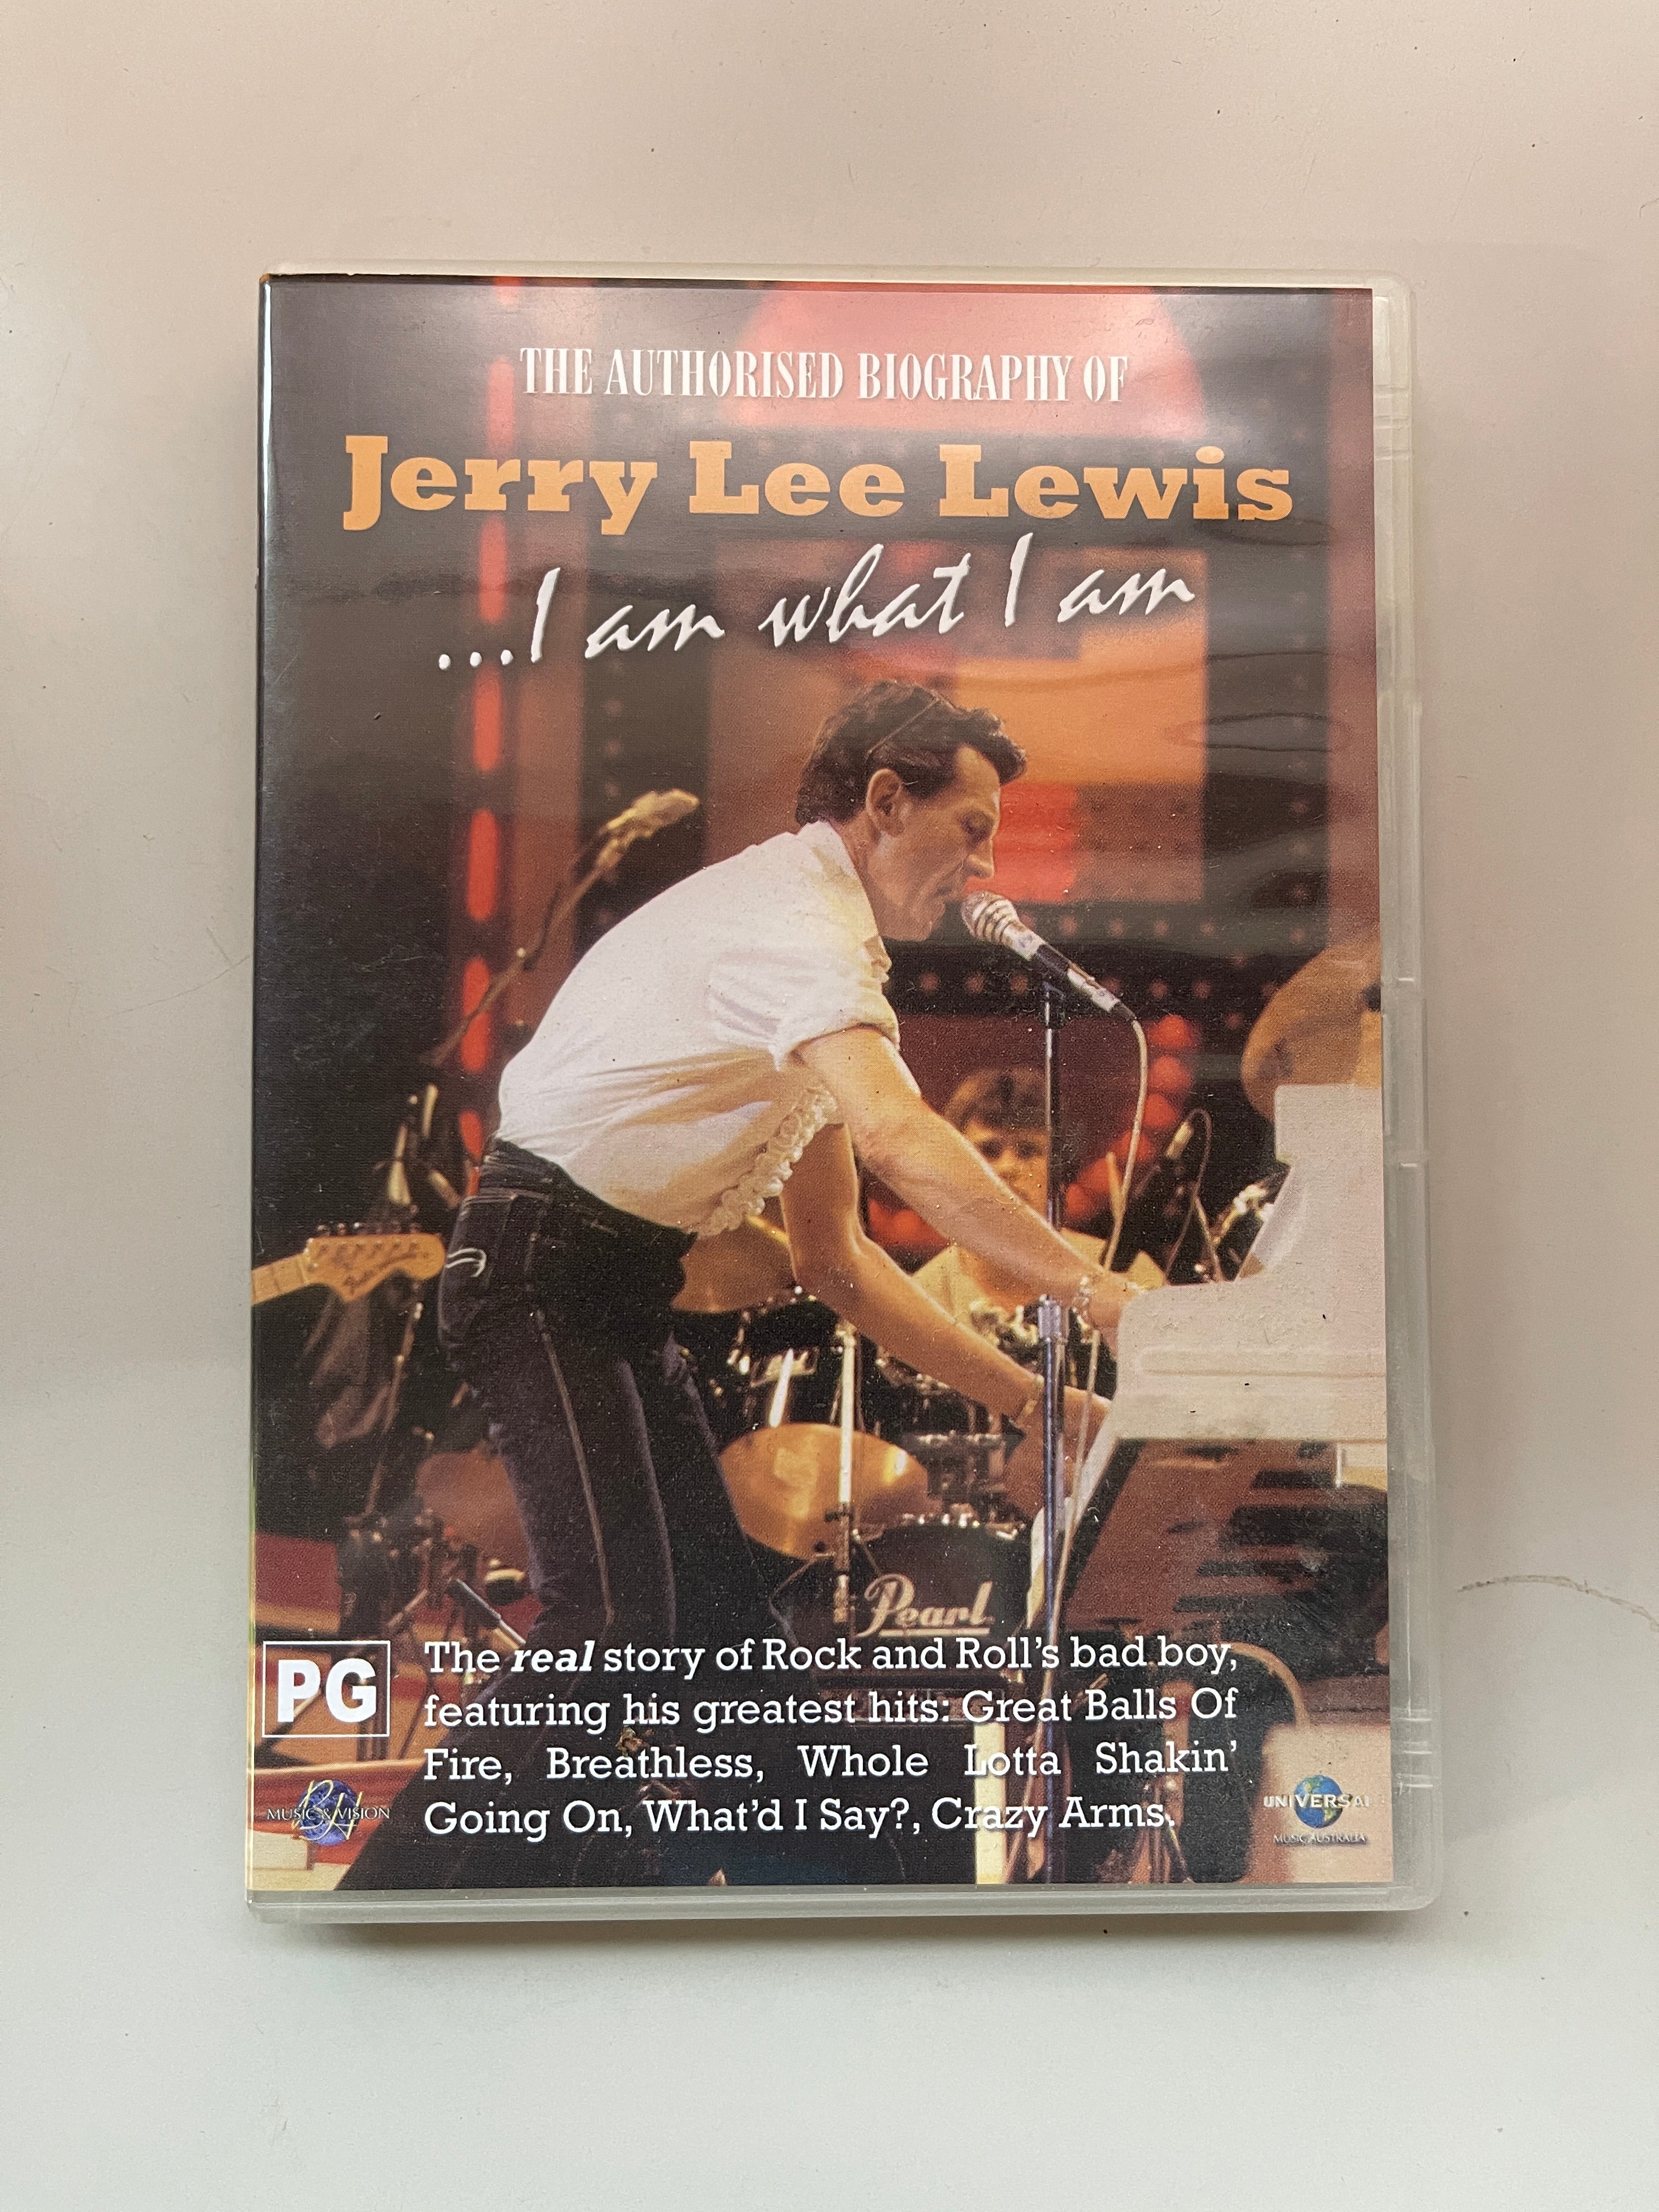 THE AUTHORISED BIOGRAPHY OF
Jerry Lee Lewis
...I am what I am
Pearl
PG
The real story of Rock and Roll's bad boy,
featuring his greatest hits: Great Balls Of
Fire, Breathless, Whole Lotta Shakin'
Going On, What'd I Say?, Crazy Arms.
BH
MUSIC & VISION
UNIVERSAL
MUSIC AUSTRALIA